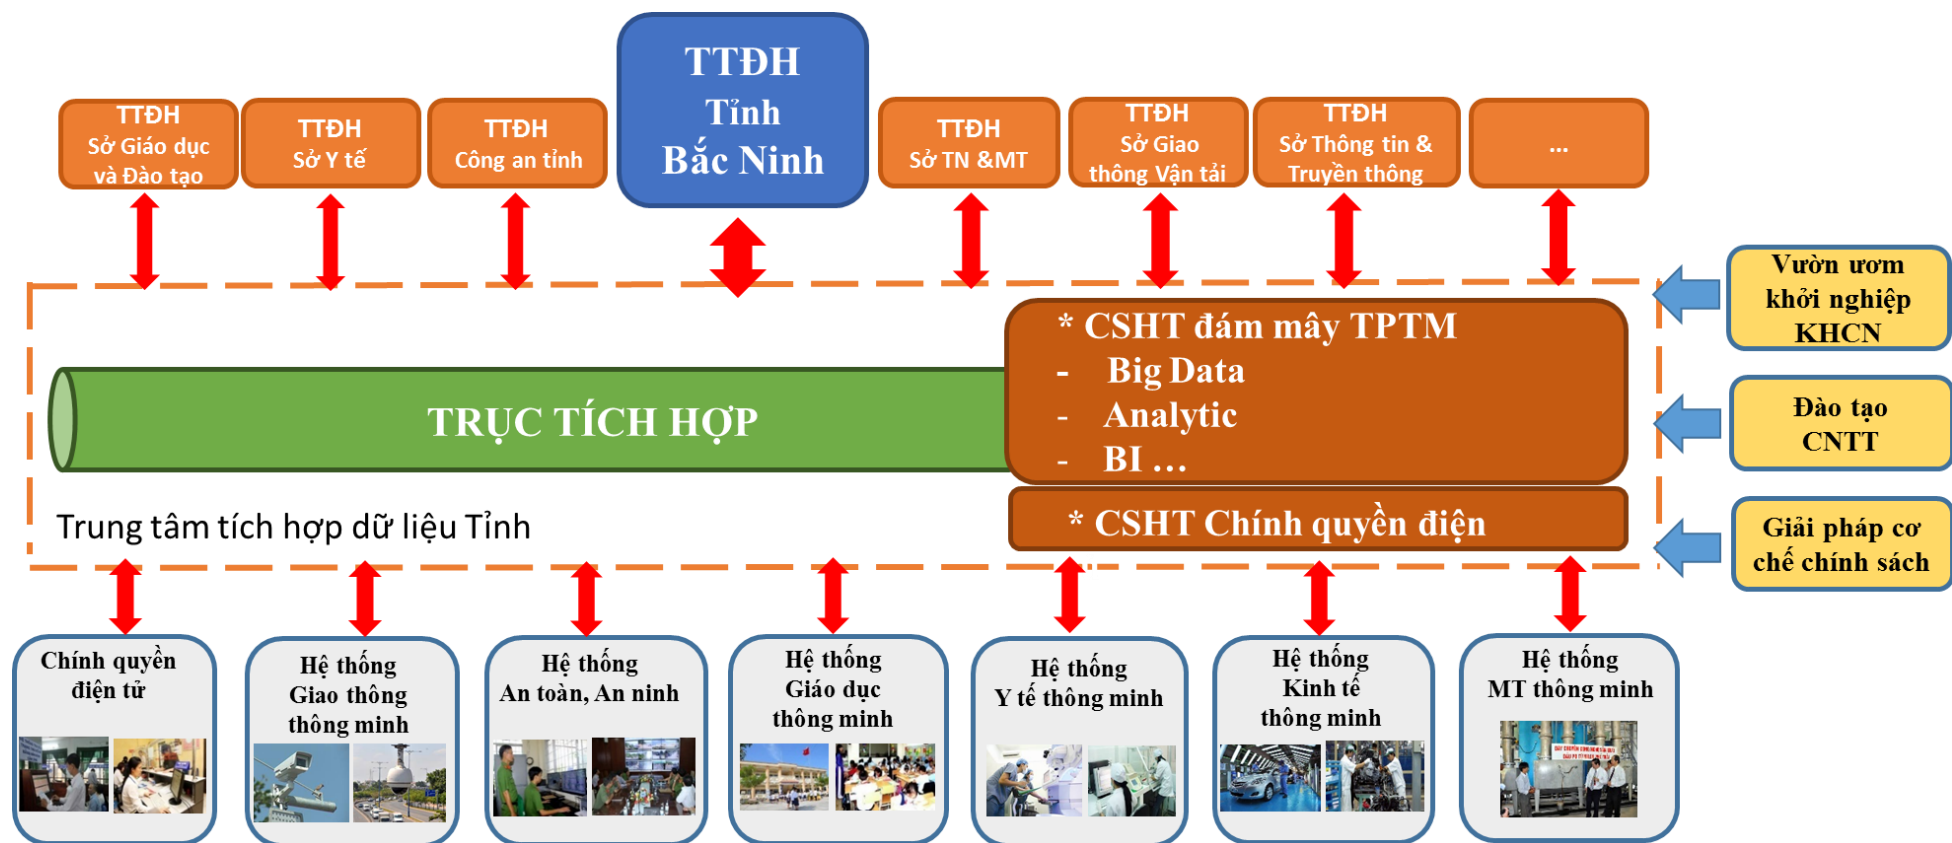 TTĐH
Sở Giáo dục
và Đào tạo
TTĐH
Sở Y tế
TTĐH
Công an tỉnh
TTĐH
Tỉnh
Bắc Ninh
TTĐH
Sở TN &MT
TTĐH
Sở Giao
thông Vận tải
TTĐH
Sở Thông tin &
Truyền thông
...
Vườn ươm
khởi nghiệp
KHCN
Đào tạo
CNTT
Giải pháp cơ
chế chính sách
TRỤC TÍCH HỢP
* CSHT đám mây TPTM
- Big Data
- Analytic
- BI ...
* CSHT Chính quyền điện
Trung tâm tích hợp dữ liệu Tỉnh
Chính quyền
điện tử
Hệ thống
Giao thông
thông minh
Hệ thống
An toàn, An ninh
Hệ thống
Giáo dục
thông minh
Hệ thống
Y tế thông minh
Hệ thống
Kinh tế
thông minh
Hệ thống
MT thông minh